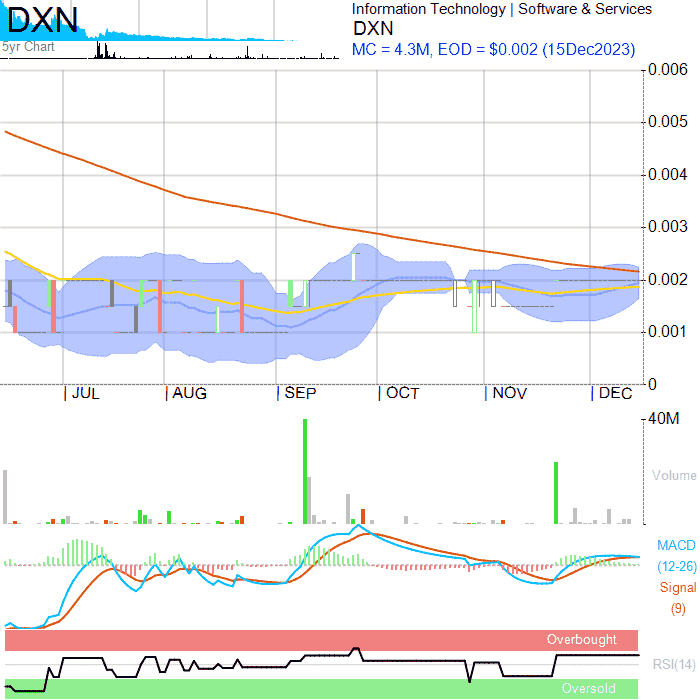 DXN
5yr Chart
Information Technology | Software & Services
DXN
MC = 4.3M, EOD = $0.002 (15Dec2023)
0.006
0.005
0.004
0.003
0.002
0.001
0
JUL AUG SEP OCT NOV DEC
40M
Volume
MACD
(12-26)
Signal
(9)
Overbought
RSI(14)
Oversold